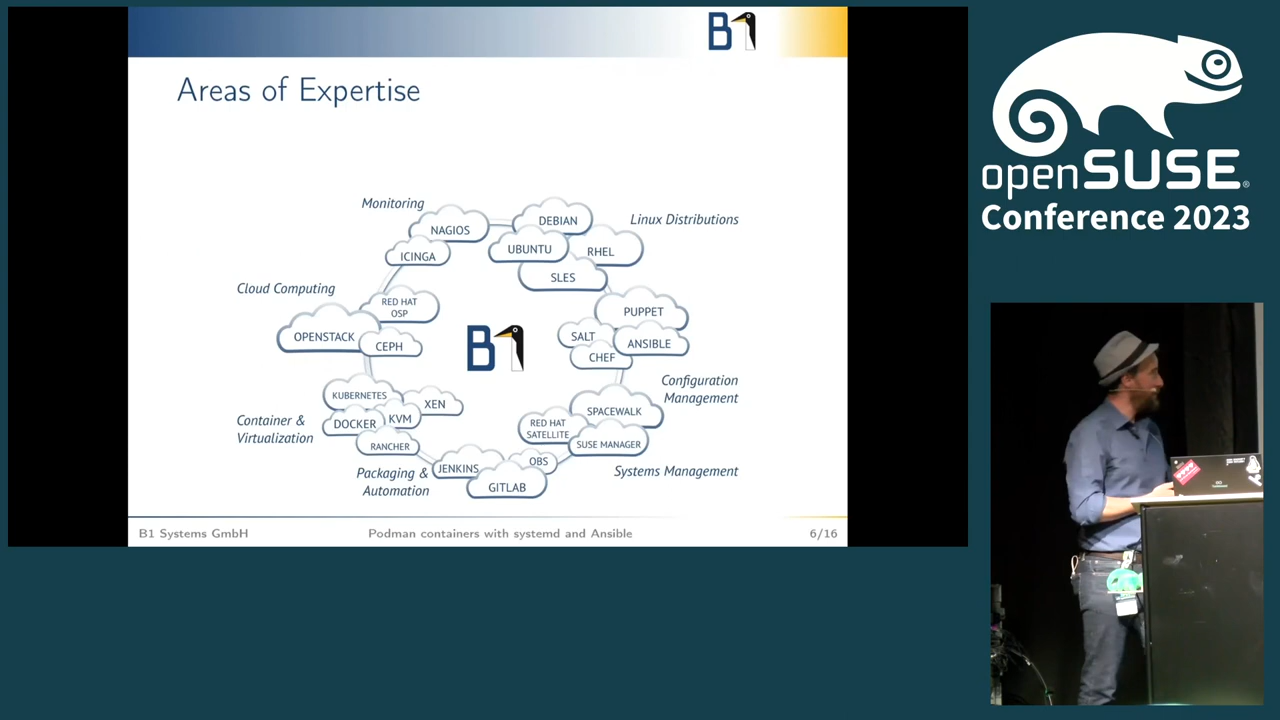 B1
Areas of Expertise
Monitoring
NAGIOS
ICINGA
DEBIAN
UBUNTU
RHEL
SLES
Linux Distributions
Cloud Computing
RED HAT
OSP
OPENSTACK
CEPH
B1
PUPPET
SALT
ANSIBLE
CHEF
Configuration
Management
KUBERNETES
XEN
DOCKER
KVM
RANCHER
Container &
Virtualization
SPACEWALK
RED HAT
SATELLITE
SUSE MANAGER
Systems Management
Packaging &
Automation
JENKINS
OBS
GITLAB
B1 Systems GmbH
Podman containers with systemd and Ansible
6/16
openSUSE®
Conference 2023